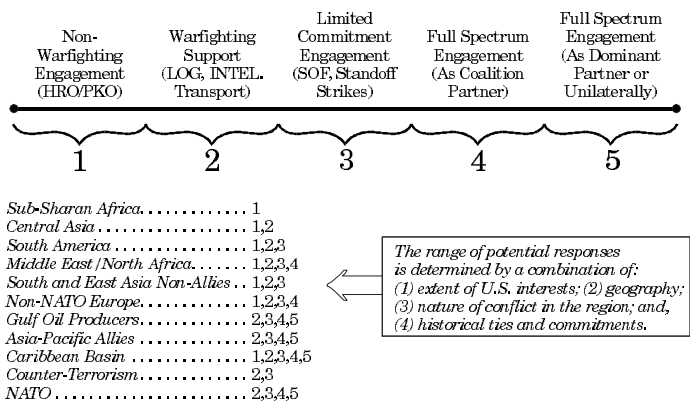 Non-
Warfighting
Engagement
(HRO/PKO)
Warfighting
Support
(LOG, INTEL.
Transport)
Limited
Commitment
Engagement
(SOF, Standoff
Strikes)
Full Spectrum
Engagement
(As Coalition
Partner)
Full Spectrum
Engagement
(As Dominant
Partner or
Unilaterally)
1 2 3 4 5
Sub-Sharan Africa. . . . . . . . . . . . . 1
Central Asia . . . . . . . . . . . . . . . . . . 1,2
South America . . . . . . . . . . . . . . . . 1,2,3
Middle East/North Africa. . . . . . . 1,2,3,4
South and East Asia Non-Allies . . 1,2,3
Non-NATO Europe. . . . . . . . . . . . . 1,2,3,4
Gulf Oil Producers. . . . . . . . . . . . . 2,3,4,5
Asia-Pacific Allies . . . . . . . . . . . . . 2,3,4,5
Caribbean Basin . . . . . . . . . . . . . . 1,2,3,4,5
Counter-Terrorism . . . . . . . . . . . . . 2,3
NATO . . . . . . . . . . . . . . . . . . . . . . . 2,3,4,5
The range of potential responses
is determined by a combination of:
(1) extent of U.S. interests; (2) geography;
(3) nature of conflict in the region; and,
(4) historical ties and commitments.